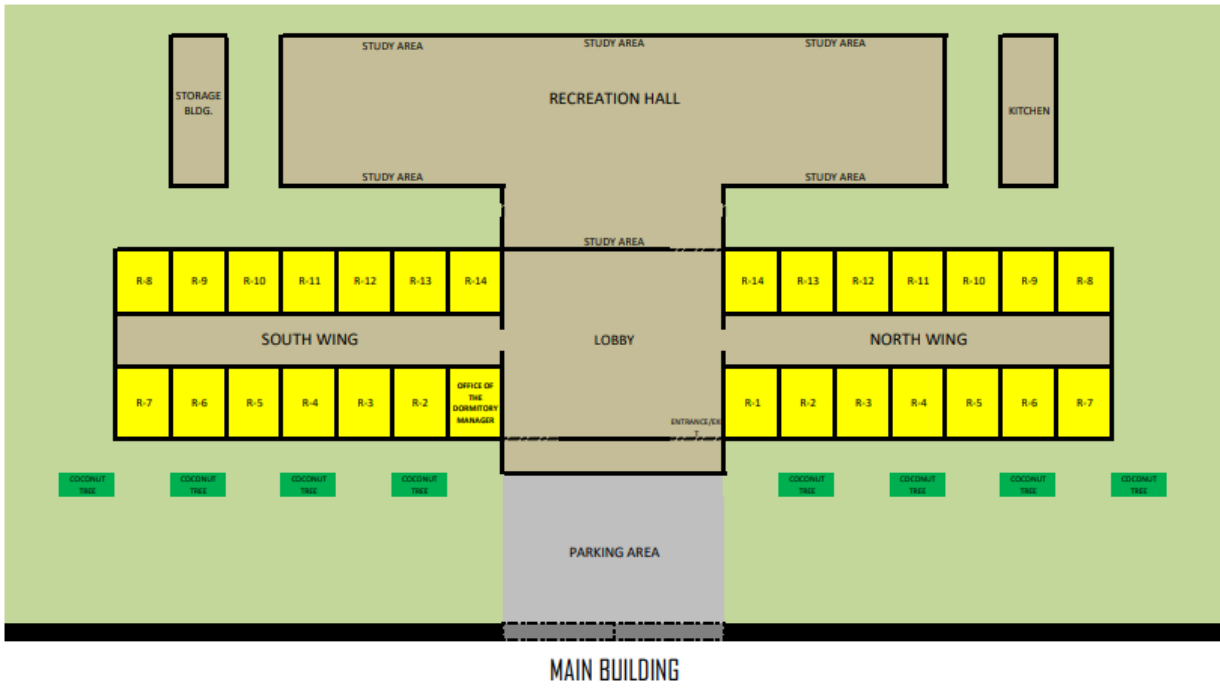 STUDY AREA STUDY AREA STUDY AREA
STORAGE
BLDG.
RECREATION HALL
KITCHEN
STUDY AREA STUDY AREA
STUDY AREA
R-8 R-9 R-10 R-11 R-12 R-13 R-14
R-14 R-13 R-12 R-11 R-10 R-9 R-8
SOUTH WING LOBBY NORTH WING
R-7 R-6 R-5 R-4 R-3 R-2
OFFICE OF
THE
DORMITORY
MANAGER
R-1 R-2 R-3 R-4 R-5 R-6 R-7
ENTRANCE/EXI
T
COCONUT
TREE
COCONUT
TREE
COCONUT
TREE
COCONUT
TREE
COCONUT
TREE
COCONUT
TREE
COCONUT
TREE
COCONUT
TREE
PARKING AREA
MAIN BUILDING